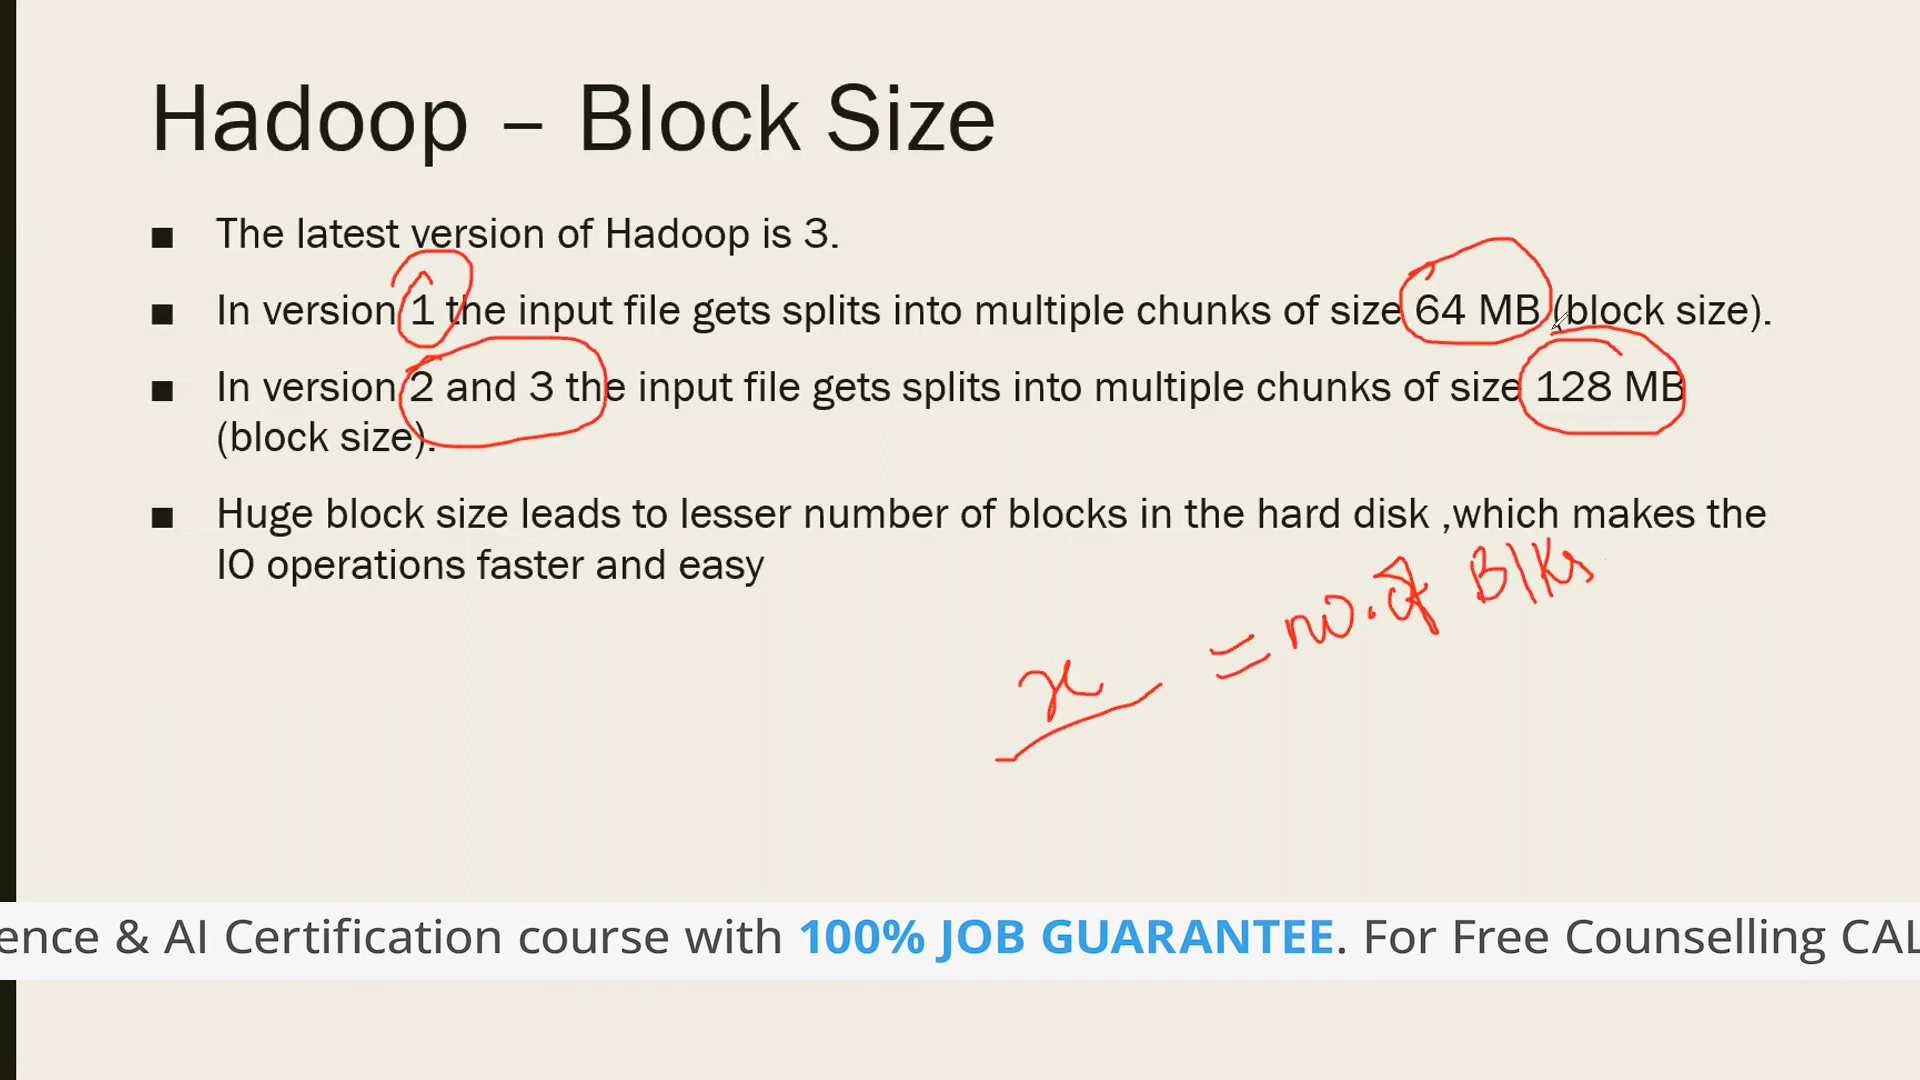 Hadoop – Block Size
■ The latest version of Hadoop is 3.
■ In version 1 the input file gets splits into multiple chunks of size 64 MB (block size).
■ In version 2 and 3 the input file gets splits into multiple chunks of size 128 MB
(block size).
■ Huge block size leads to lesser number of blocks in the hard disk ,which makes the
IO operations faster and easy
x = no. of Blks
ence & AI Certification course with 100% JOB GUARANTEE. For Free Counselling CAL